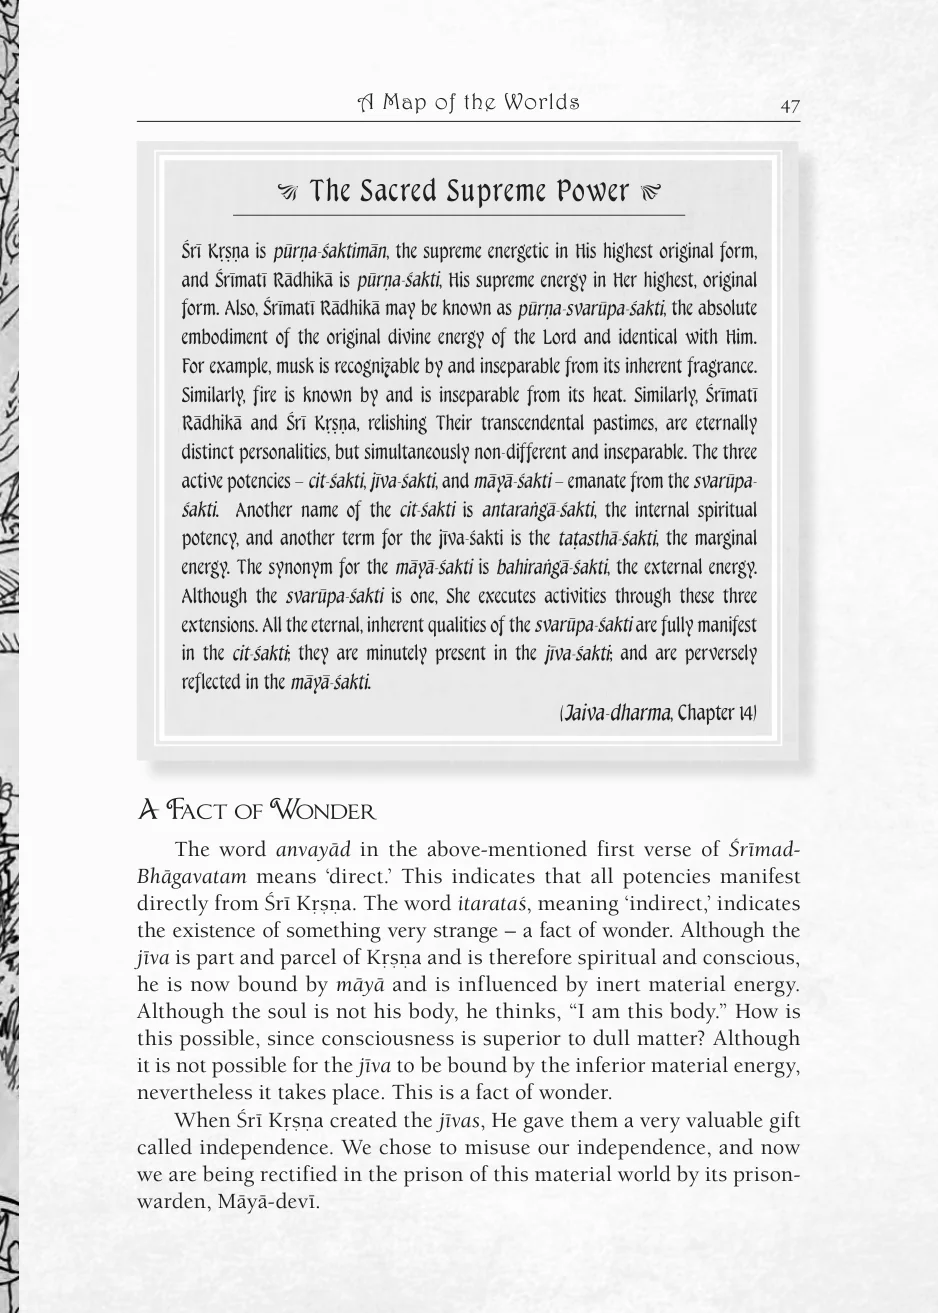 A Map of the Worlds
47
The Sacred Supreme Power
Śrī Kṛṣṇa is pūrṇa-śaktimān, the supreme energetic in His highest original form,
and Śrīmatī Rādhikā is pūrṇa-śakti, His supreme energy in Her highest, original
form. Also, Śrīmatī Rādhikā may be known as pūrṇa-svarūpa-śakti, the absolute
embodiment of the original divine energy of the Lord and identical with Him.
For example, musk is recognizable by and inseparable from its inherent fragrance.
Similarly, fire is known by and is inseparable from its heat. Similarly, Śrīmatī
Rādhikā and Śrī Kṛṣṇa, relishing Their transcendental pastimes, are eternally
distinct personalities, but simultaneously non-different and inseparable. The three
active potencies – cit-śakti, jīva-śakti, and māyā-śakti – emanate from the svarūpa-
śakti. Another name of the cit-śakti is antaraṅgā-śakti, the internal spiritual
potency, and another term for the jīva-śakti is the taṭasthā-śakti, the marginal
energy. The synonym for the māyā-śakti is bahiraṅgā-śakti, the external energy.
Although the svarūpa-śakti is one, She executes activities through these three
extensions. All the eternal, inherent qualities of the svarūpa-śakti are fully manifest
in the cit-śakti; they are minutely present in the jīva-śakti; and are perversely
reflected in the māyā-śakti.
(Jaiva-dharma, Chapter 14)
A Fact of Wonder
The word anvayād in the above-mentioned first verse of Śrīmad-
Bhāgavatam means ‘direct.’ This indicates that all potencies manifest
directly from Śrī Kṛṣṇa. The word itarataś, meaning ‘indirect,’ indicates
the existence of something very strange – a fact of wonder. Although the
jīva is part and parcel of Kṛṣṇa and is therefore spiritual and conscious,
he is now bound by māyā and is influenced by inert material energy.
Although the soul is not his body, he thinks, “I am this body.” How is
this possible, since consciousness is superior to dull matter? Although
it is not possible for the jīva to be bound by the inferior material energy,
nevertheless it takes place. This is a fact of wonder.
When Śrī Kṛṣṇa created the jīvas, He gave them a very valuable gift
called independence. We chose to misuse our independence, and now
we are being rectified in the prison of this material world by its prison-
warden, Māyā-devī.